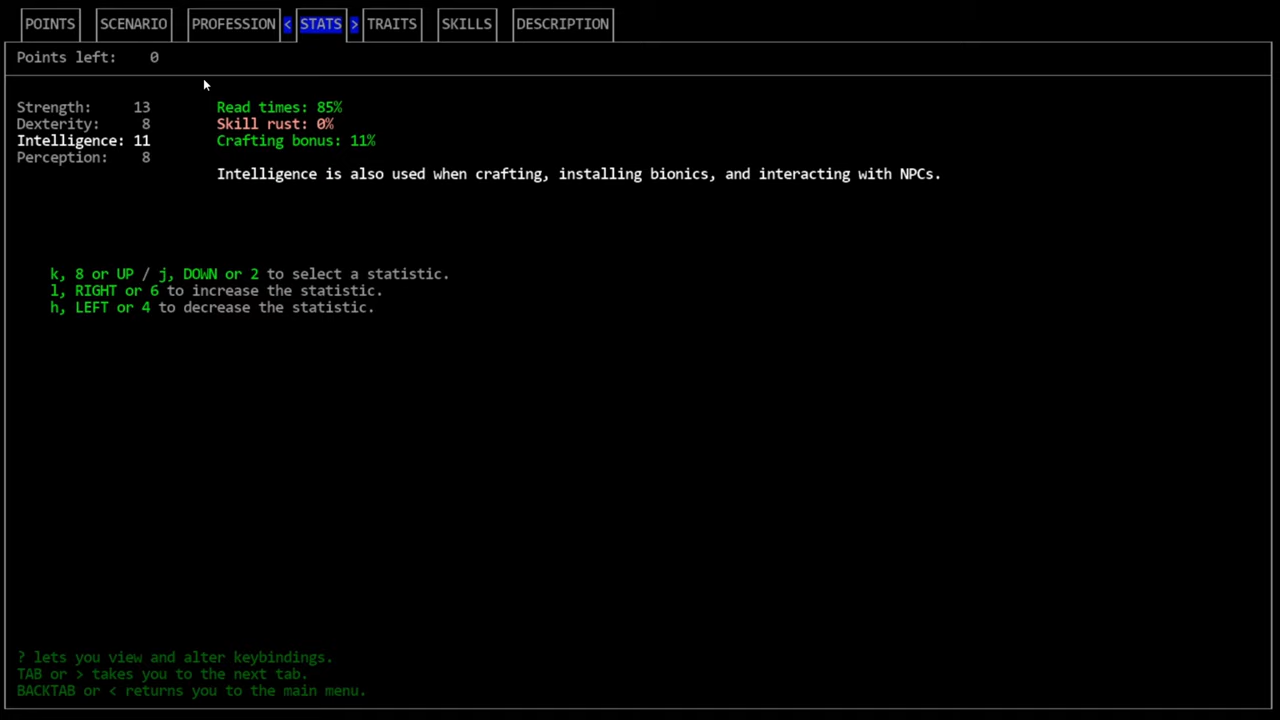 POINTS SCENARIO PROFESSION < STATS > TRAITS SKILLS DESCRIPTION
Points left: 0
Strength: 13 Read times: 85%
Dexterity: 8 Skill rust: 0%
Intelligence: 11 Crafting bonus: 11%
Perception: 8
Intelligence is also used when crafting, installing bionics, and interacting with NPCs.
k, 8 or UP / j, DOWN or 2 to select a statistic.
l, RIGHT or 6 to increase the statistic.
h, LEFT or 4 to decrease the statistic.
? lets you view and alter keybindings.
TAB or > takes you to the next tab.
BACKTAB or < returns you to the main menu.